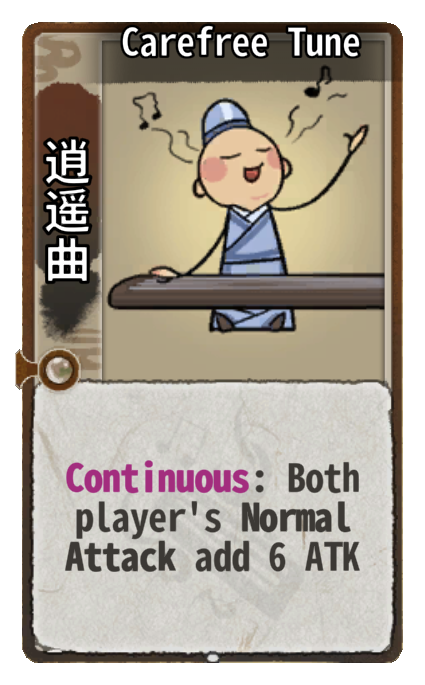 Carefree Tune
逍遥曲
Continuous: Both
player's Normal
Attack add 6 ATK